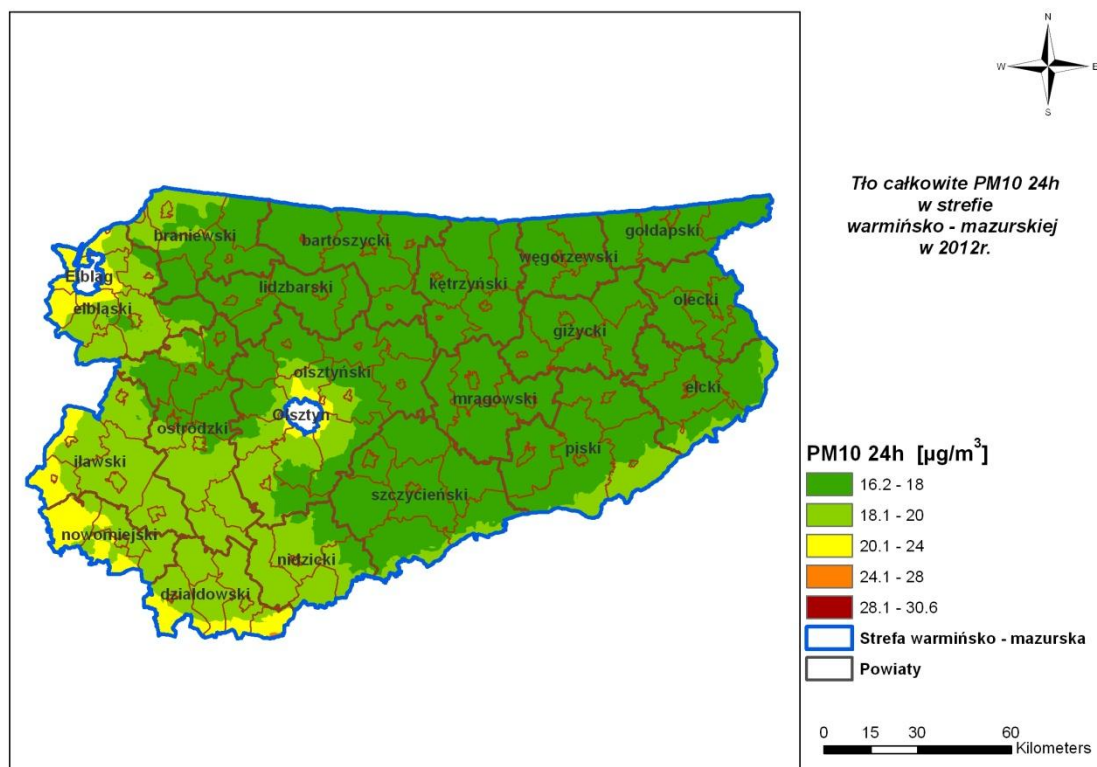 N
W E
S
Tło całkowite PM10 24h
w strefie
warmińsko - mazurskiej
w 2012r.
gołdapski
braniewski
bartoszycki
węgorzewski
Elbląg
lidzbarski
kętrzyński
olecki
elbląski
giżycki
olsztyński
ełcki
mrągowski
Olsztyn
ostródzki
piski
iławski
szczycieński
nowomiejski
nidzicki
działdowski
PM10 24h [µg/m³]
16.2 - 18
18.1 - 20
20.1 - 24
24.1 - 28
28.1 - 30.6
Strefa warmińsko - mazurska
Powiaty
0 15 30 60
Kilometers